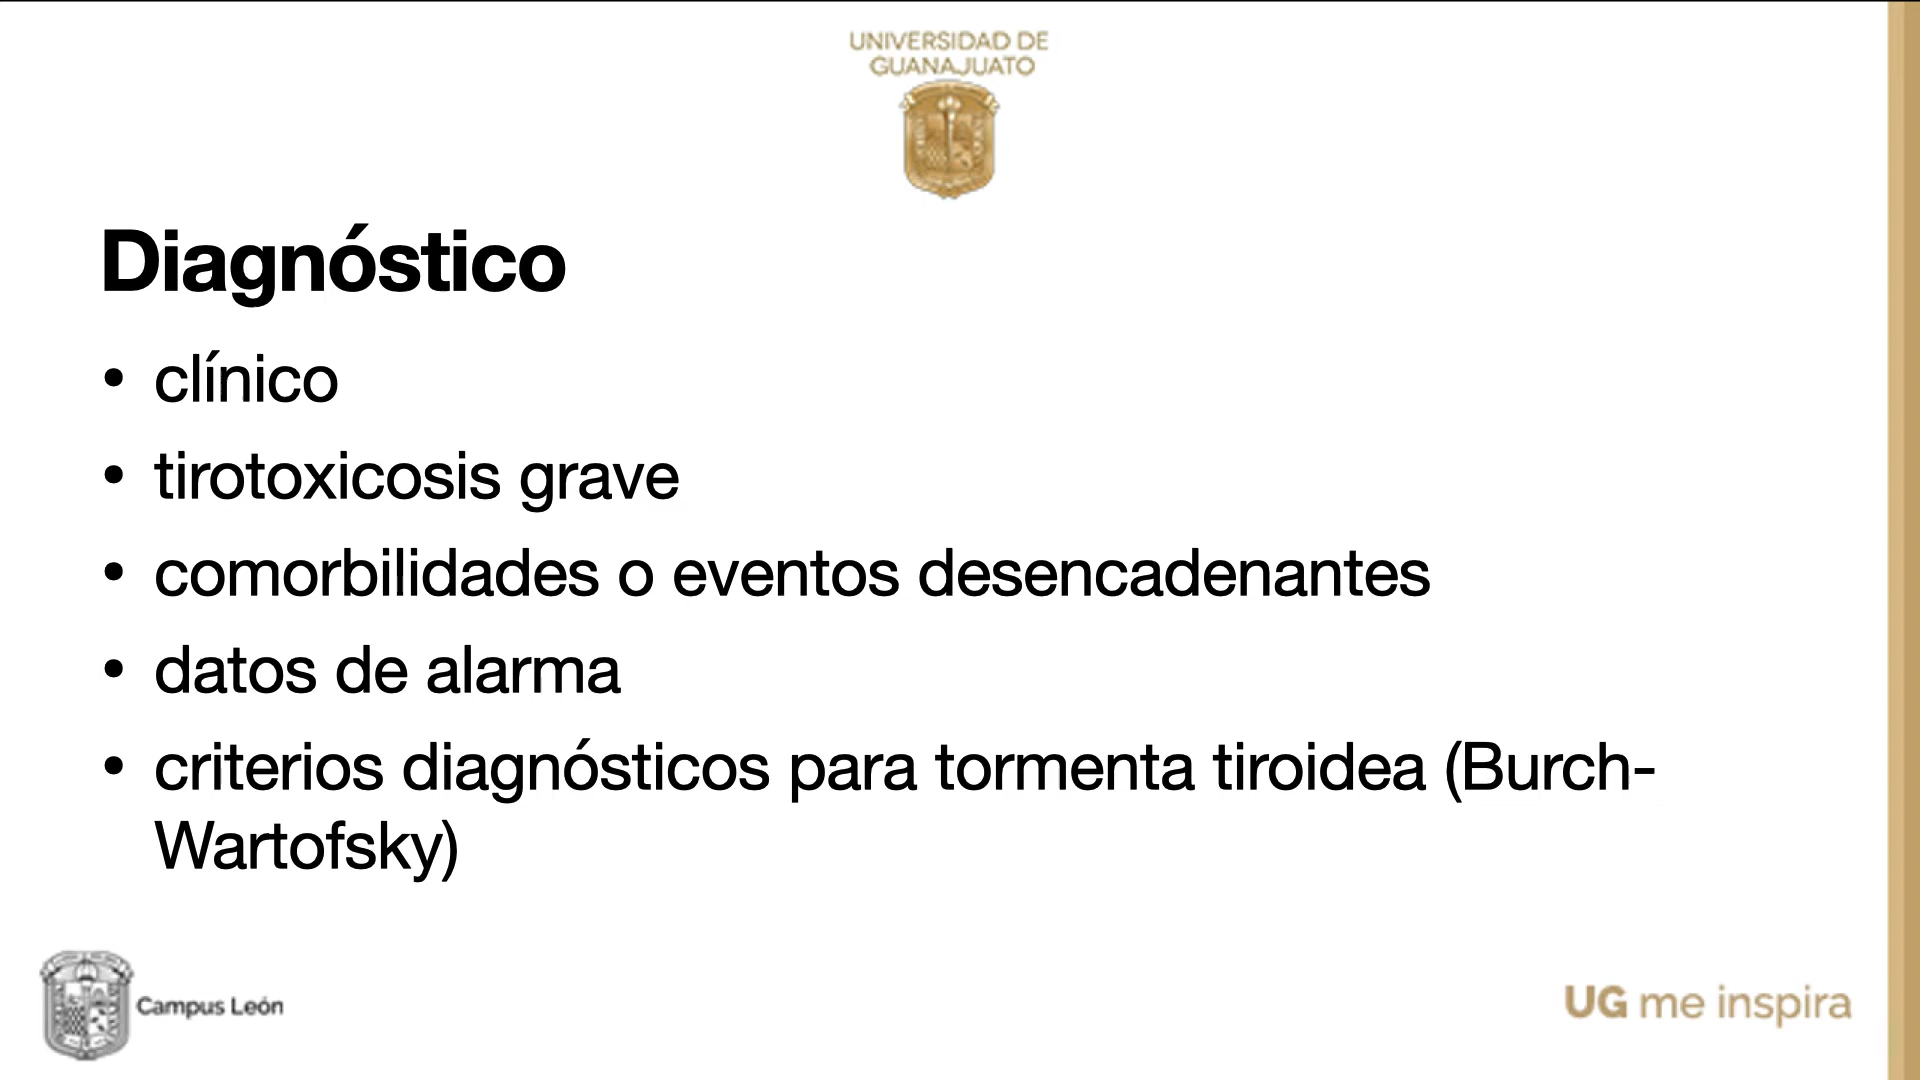 UNIVERSIDAD DE
GUANAJUATO
Diagnóstico
• clínico
• tirotoxicosis grave
• comorbilidades o eventos desencadenantes
• datos de alarma
• criterios diagnósticos para tormenta tiroidea (Burch-
Wartofsky)
Campus León
UG me inspira